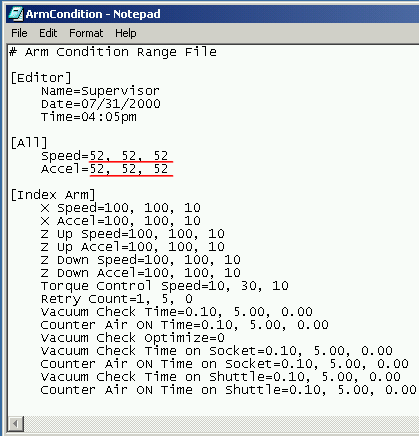 ArmCondition - Notepad
File Edit Format Help
# Arm Condition Range File
[Editor]
Name=Supervisor
Date=07/31/2000
Time=04:05pm
[All]
Speed=52, 52, 52
Accel=52, 52, 52
[Index Arm]
X Speed=100, 100, 10
X Accel=100, 100, 10
Z Up Speed=100, 100, 10
Z Up Accel=100, 100, 10
Z Down Speed=100, 100, 10
Z Down Accel=100, 100, 10
Torque Control Speed=10, 30, 10
Retry Count=1, 5, 0
Vacuum Check Time=0.10, 5.00, 0.00
Counter Air ON Time=0.10, 5.00, 0.00
Vacuum Check Optimize=0
Vacuum Check Time on Socket=0.10, 5.00, 0.00
Counter Air ON Time on Socket=0.10, 5.00, 0.00
Vacuum Check Time on Shuttle=0.10, 5.00, 0.00
Counter Air ON Time on Shuttle=0.10, 5.00, 0.00